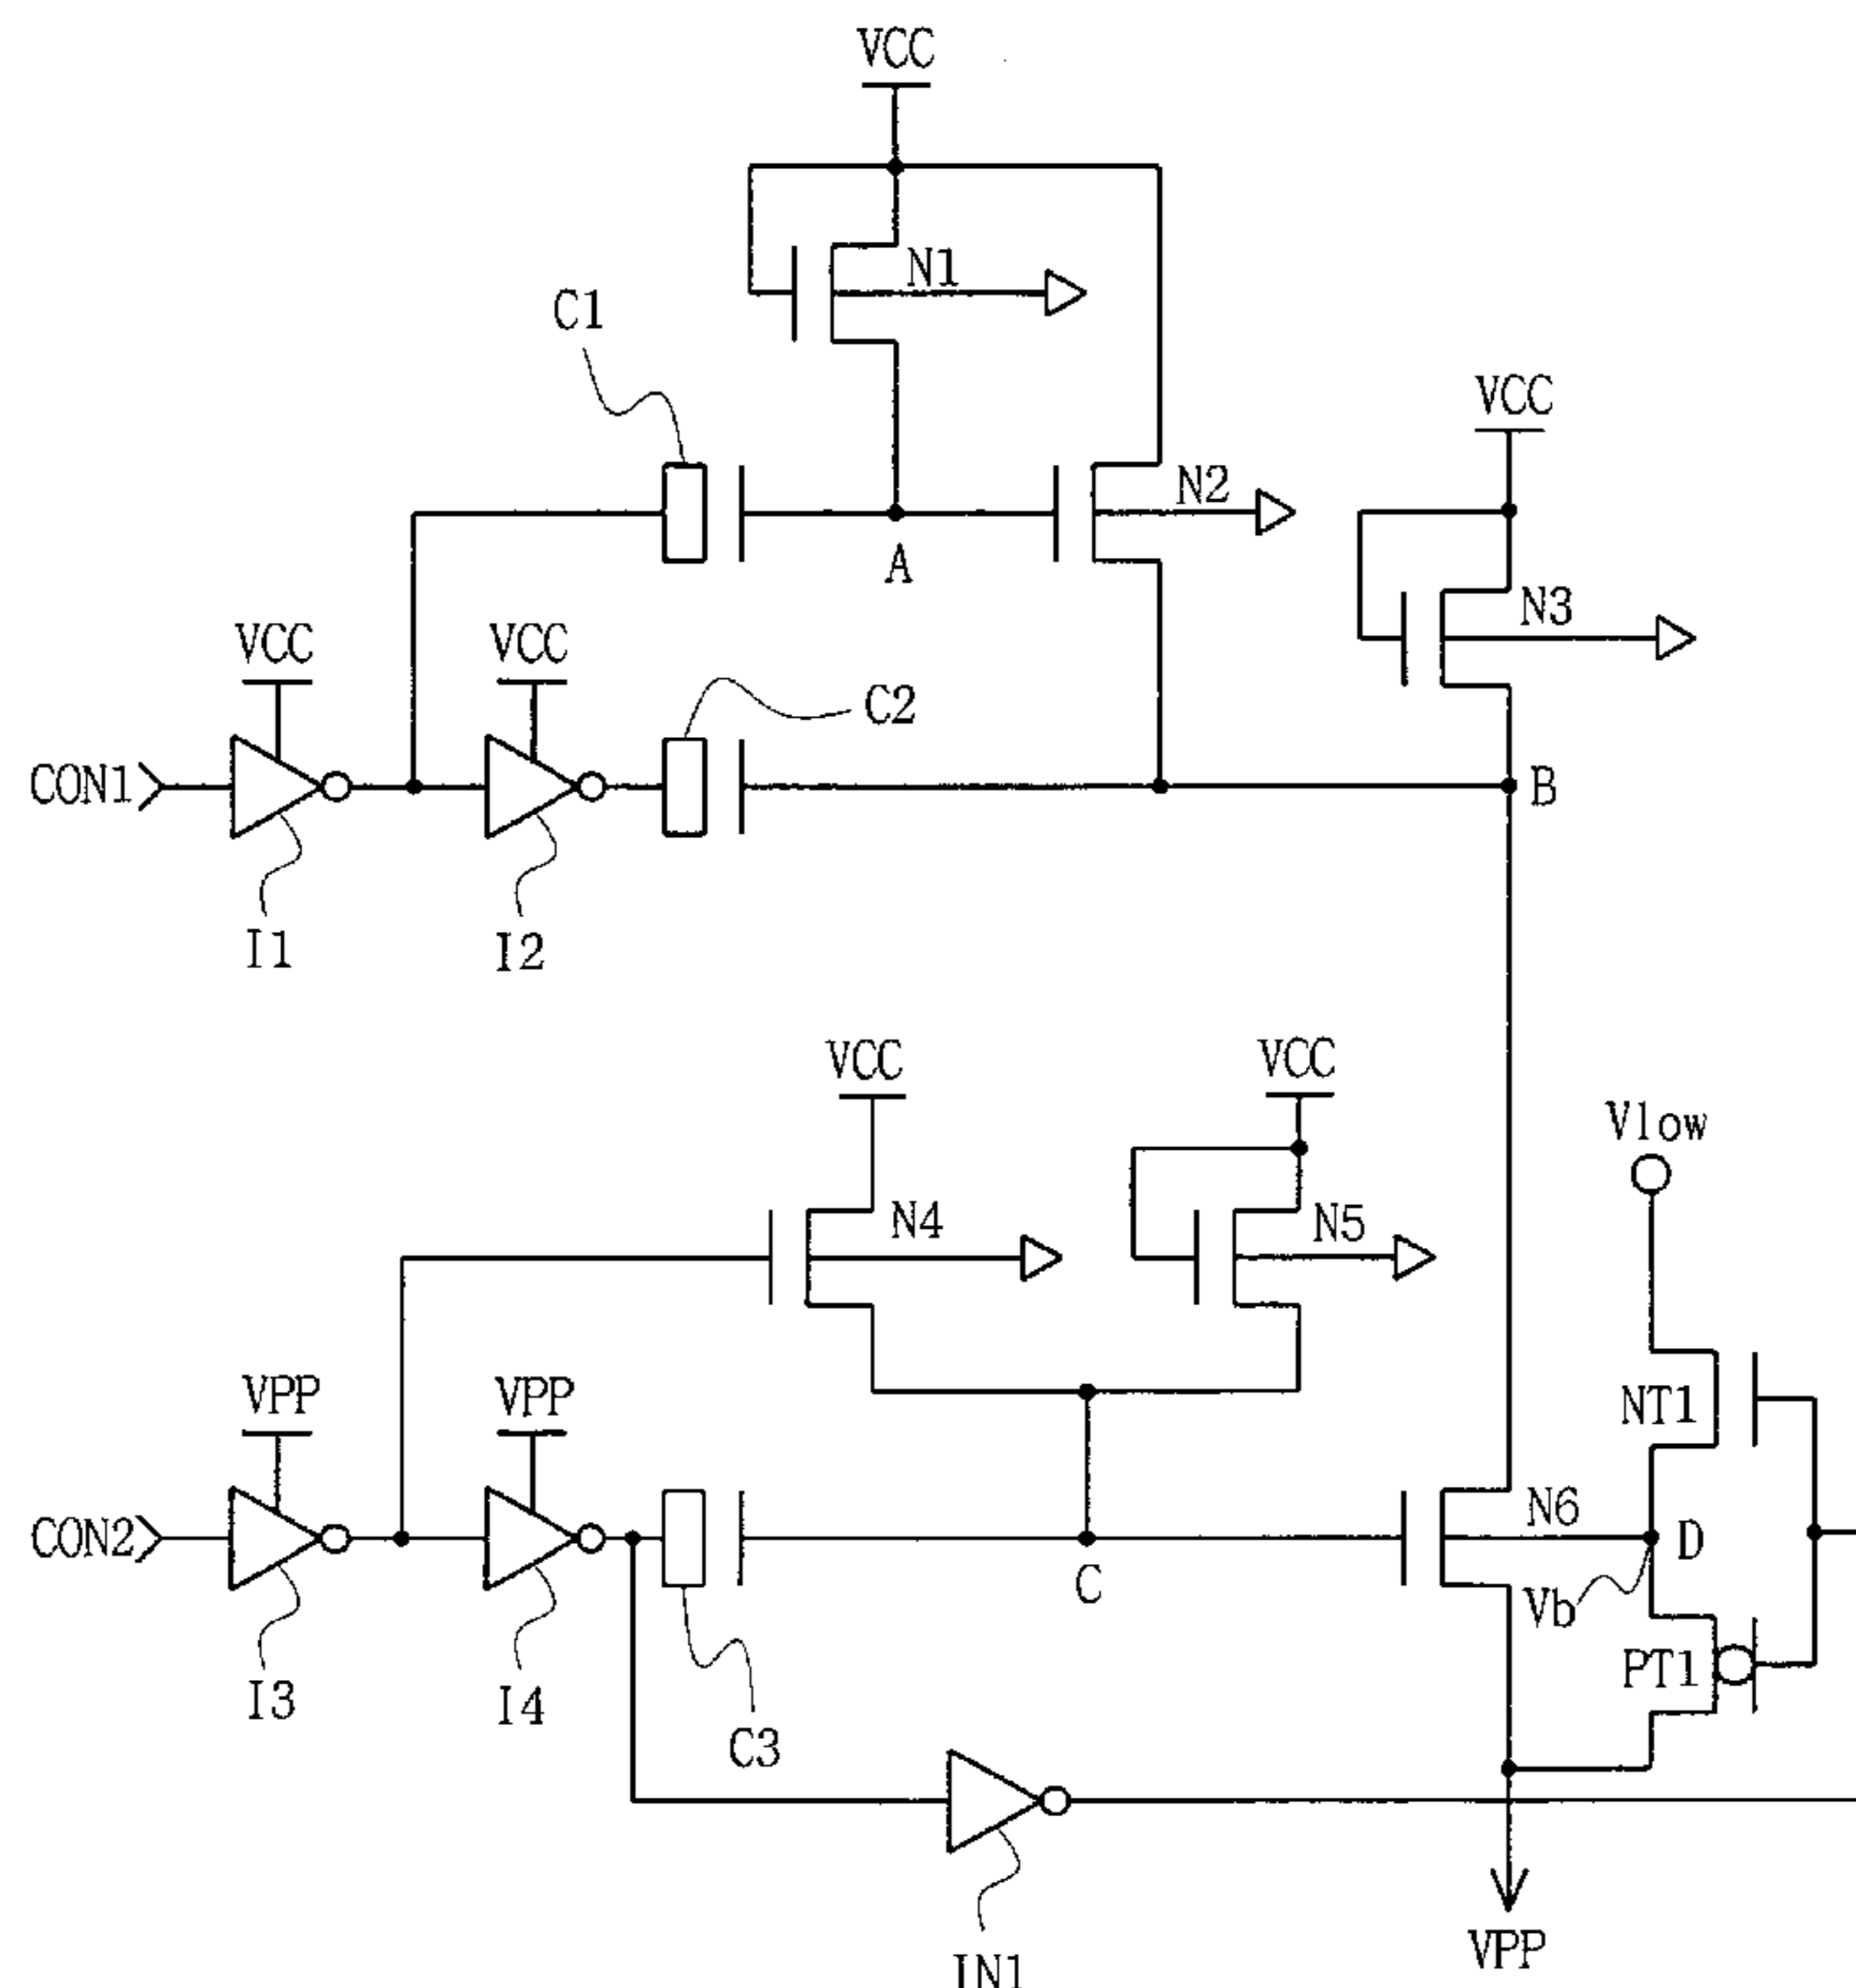 VCC
N1
C1
VCC
N2
A
N3
VCC
VCC
C2
CON1
B
I1
I2
VCC
VCC
Vlow
N4
N5
VPP
VPP
NT1
N6
CON2
D
C
Vb
PT1
I3
I4
C3
VPP
IN1